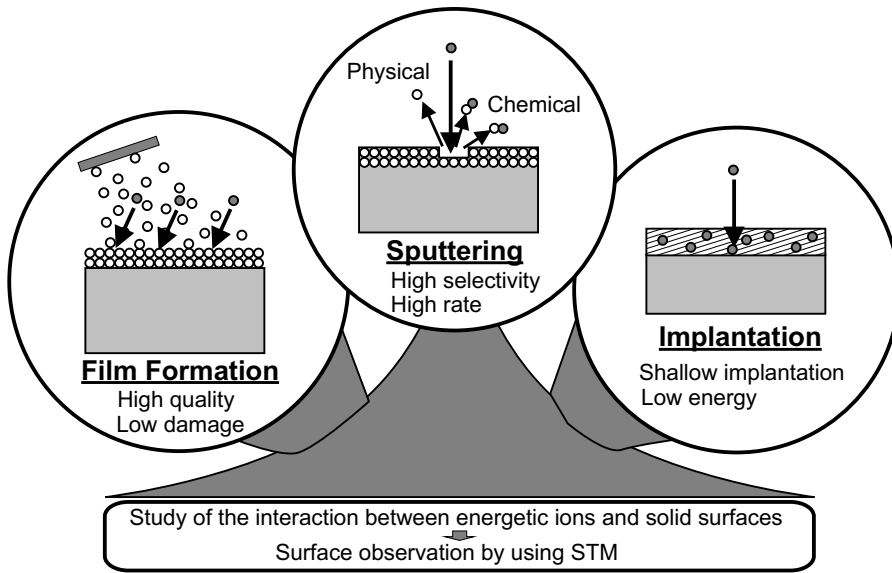 Physical
Chemical
Sputtering
High selectivity
High rate
Film Formation
High quality
Low damage
Implantation
Shallow implantation
Low energy
Study of the interaction between energetic ions and solid surfaces
Surface observation by using STM